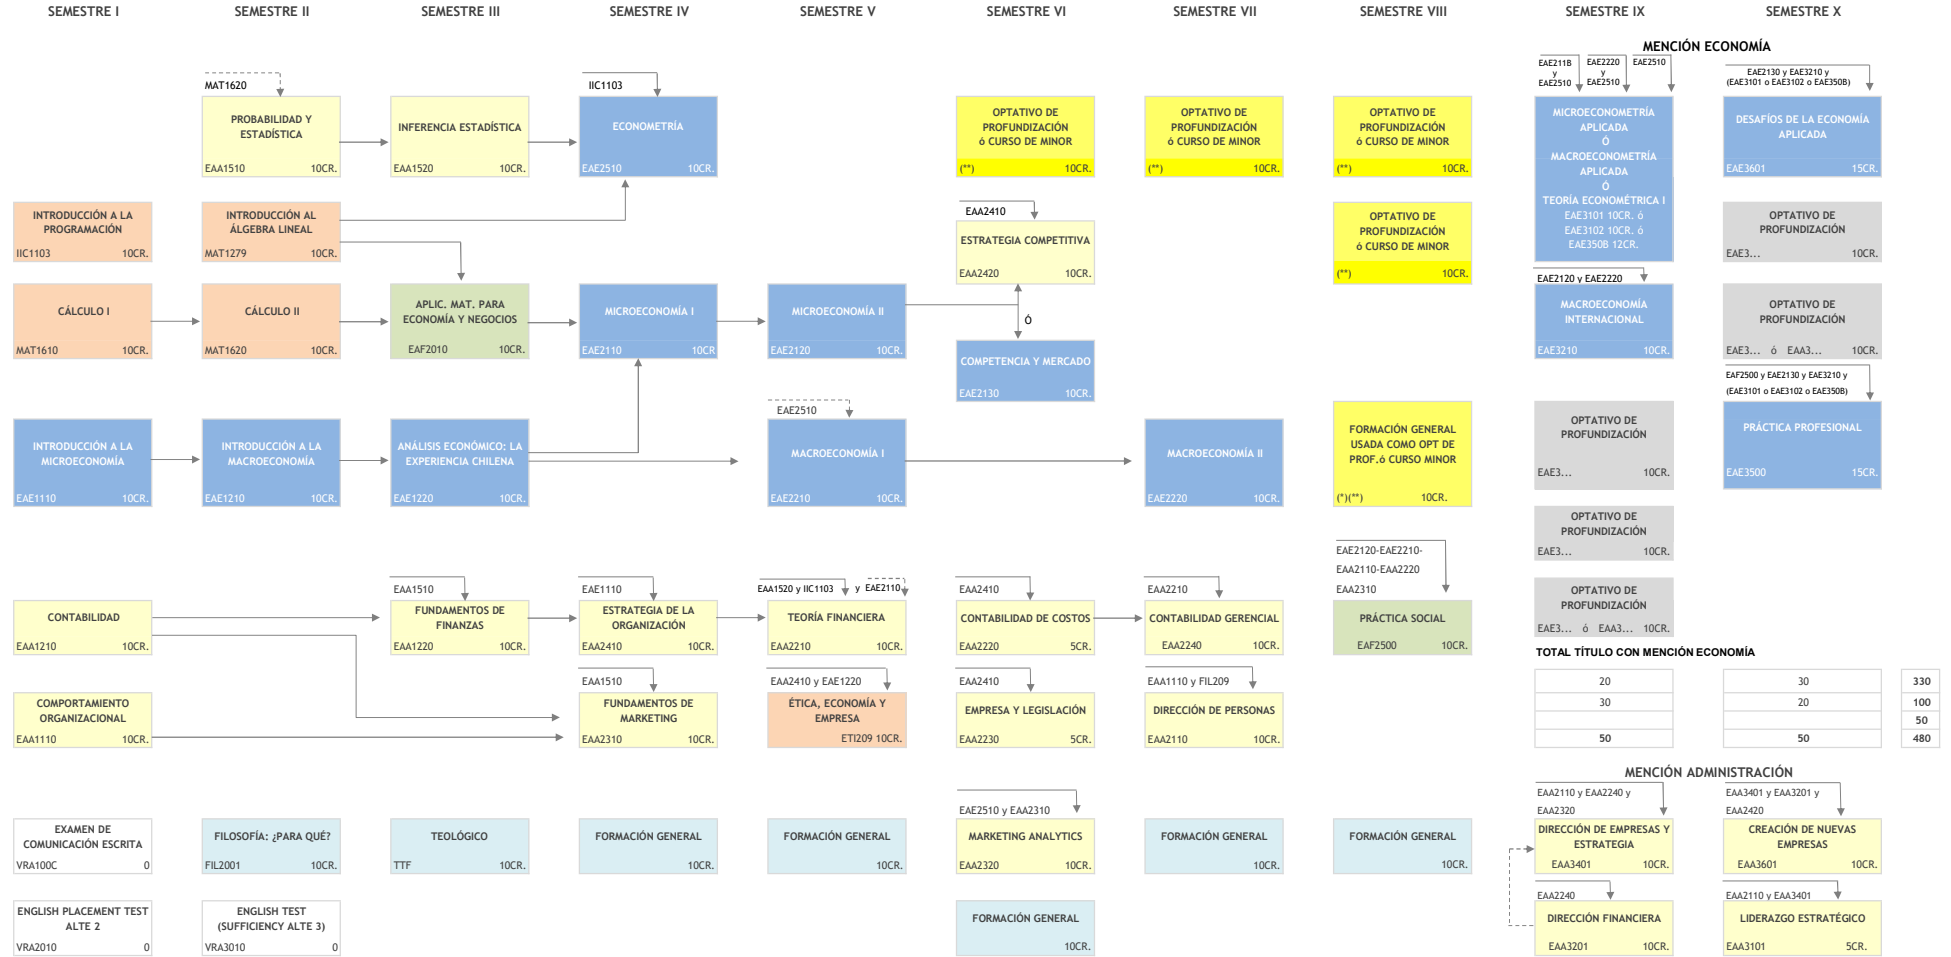 SEMESTRE I
SEMESTRE II
SEMESTRE III
SEMESTRE IV
SEMESTRE V
SEMESTRE VI
SEMESTRE VII
SEMESTRE VIII
SEMESTRE IX
SEMESTRE X
MENCIÓN ECONOMÍA
MAT1620
PROBABILIDAD Y
ESTADÍSTICA
EAA1510 10CR.
INFERENCIA ESTADÍSTICA
EAA1520 10CR.
IIC1103
ECONOMETRÍA
EAE2510 10CR.
OPTATIVO DE
PROFUNDIZACIÓN
ó CURSO DE MINOR
(**) 10CR.
OPTATIVO DE
PROFUNDIZACIÓN
ó CURSO DE MINOR
(**) 10CR.
OPTATIVO DE
PROFUNDIZACIÓN
ó CURSO DE MINOR
(**) 10CR.
EAE211B
y
EAE2510
EAE2220
y
EAE2510
EAE2510
MICROECONOMETRÍA
APLICADA
Ó
MACROECONOMETRÍA
APLICADA
Ó
TEORÍA ECONOMÉTRICA I
EAE3101 10CR. ó
EAE3102 10CR. ó
EAE350B 12CR.
EAE2130 y EAE3210 y
(EAE3101 o EAE3102 o EAE350B)
DESAFÍOS DE LA ECONOMÍA
APLICADA
EAE3601 15CR.
INTRODUCCIÓN A LA
PROGRAMACIÓN
IIC1103 10CR.
INTRODUCCIÓN AL
ÁLGEBRA LINEAL
MAT1279 10CR.
EAA2410
ESTRATEGIA COMPETITIVA
EAA2420 10CR.
OPTATIVO DE
PROFUNDIZACIÓN
ó CURSO DE MINOR
(**) 10CR.
OPTATIVO DE
PROFUNDIZACIÓN
EAE3... 10CR.
CÁLCULO I
MAT1610 10CR.
CÁLCULO II
MAT1620 10CR.
APLIC. MAT. PARA
ECONOMÍA Y NEGOCIOS
EAF2010 10CR.
MICROECONOMÍA I
EAE2110 10CR
MICROECONOMÍA II
EAE2120 10CR.
Ó
COMPETENCIA Y MERCADO
EAE2130 10CR.
EAE2120 y EAE2220
MACROECONOMÍA
INTERNACIONAL
EAE3210 10CR.
OPTATIVO DE
PROFUNDIZACIÓN
EAE3... ó EAA3... 10CR.
INTRODUCCIÓN A LA
MICROECONOMÍA
EAE1110 10CR.
INTRODUCCIÓN A LA
MACROECONOMÍA
EAE1210 10CR.
ANÁLISIS ECONÓMICO: LA
EXPERIENCIA CHILENA
EAE1220 10CR.
EAE2510
MACROECONOMÍA I
EAE2210 10CR.
MACROECONOMÍA II
EAE2220 10CR.
FORMACIÓN GENERAL
USADA COMO OPT DE
PROF.ó CURSO MINOR
(*)(**) 10CR.
OPTATIVO DE
PROFUNDIZACIÓN
EAE3... 10CR.
EAF2500 y EAE2130 y EAE3210 y
(EAE3101 o EAE3102 o EAE350B)
PRÁCTICA PROFESIONAL
EAE3500 15CR.
OPTATIVO DE
PROFUNDIZACIÓN
EAE3... 10CR.
CONTABILIDAD
EAA1210 10CR.
EAA1510
FUNDAMENTOS DE
FINANZAS
EAA1220 10CR.
EAE1110
ESTRATEGIA DE LA
ORGANIZACIÓN
EAA2410 10CR.
EAA1520 y IIC1103 y EAE2110
TEORÍA FINANCIERA
EAA2210 10CR.
EAA2410
CONTABILIDAD DE COSTOS
EAA2220 5CR.
EAA2210
CONTABILIDAD GERENCIAL
EAA2240 10CR.
EAE2120-EAE2210-
EAA2110-EAA2220
EAA2310
PRÁCTICA SOCIAL
EAF2500 10CR.
OPTATIVO DE
PROFUNDIZACIÓN
EAE3... ó EAA3... 10CR.
TOTAL TÍTULO CON MENCIÓN ECONOMÍA
20 30 330
30 20 100
50
50 50 480
COMPORTAMIENTO
ORGANIZACIONAL
EAA1110 10CR.
EAA1510
FUNDAMENTOS DE
MARKETING
EAA2310 10CR.
EAA2410 y EAE1220
ÉTICA, ECONOMÍA Y
EMPRESA
ETI209 10CR.
EAA2410
EMPRESA Y LEGISLACIÓN
EAA2230 5CR.
EAA1110 y FIL209
DIRECCIÓN DE PERSONAS
EAA2110 10CR.
MENCIÓN ADMINISTRACIÓN
EXAMEN DE
COMUNICACIÓN ESCRITA
VRA100C 0
FILOSOFÍA: ¿PARA QUÉ?
FIL2001 10CR.
TEOLÓGICO
TTF 10CR.
FORMACIÓN GENERAL
10CR.
FORMACIÓN GENERAL
10CR.
EAE2510 y EAA2310
MARKETING ANALYTICS
EAA2320 10CR.
FORMACIÓN GENERAL
10CR.
FORMACIÓN GENERAL
10CR.
EAA2110 y EAA2240 y
EAA2320
DIRECCIÓN DE EMPRESAS Y
ESTRATEGIA
EAA3401 10CR.
EAA3401 y EAA3201 y
EAA2420
CREACIÓN DE NUEVAS
EMPRESAS
EAA3601 10CR.
ENGLISH PLACEMENT TEST
ALTE 2
VRA2010 0
ENGLISH TEST
(SUFFICIENCY ALTE 3)
VRA3010 0
FORMACIÓN GENERAL
10CR.
EAA2240
DIRECCIÓN FINANCIERA
EAA3201 10CR.
EAA2110 y EAA3401
LIDERAZGO ESTRATÉGICO
EAA3101 5CR.